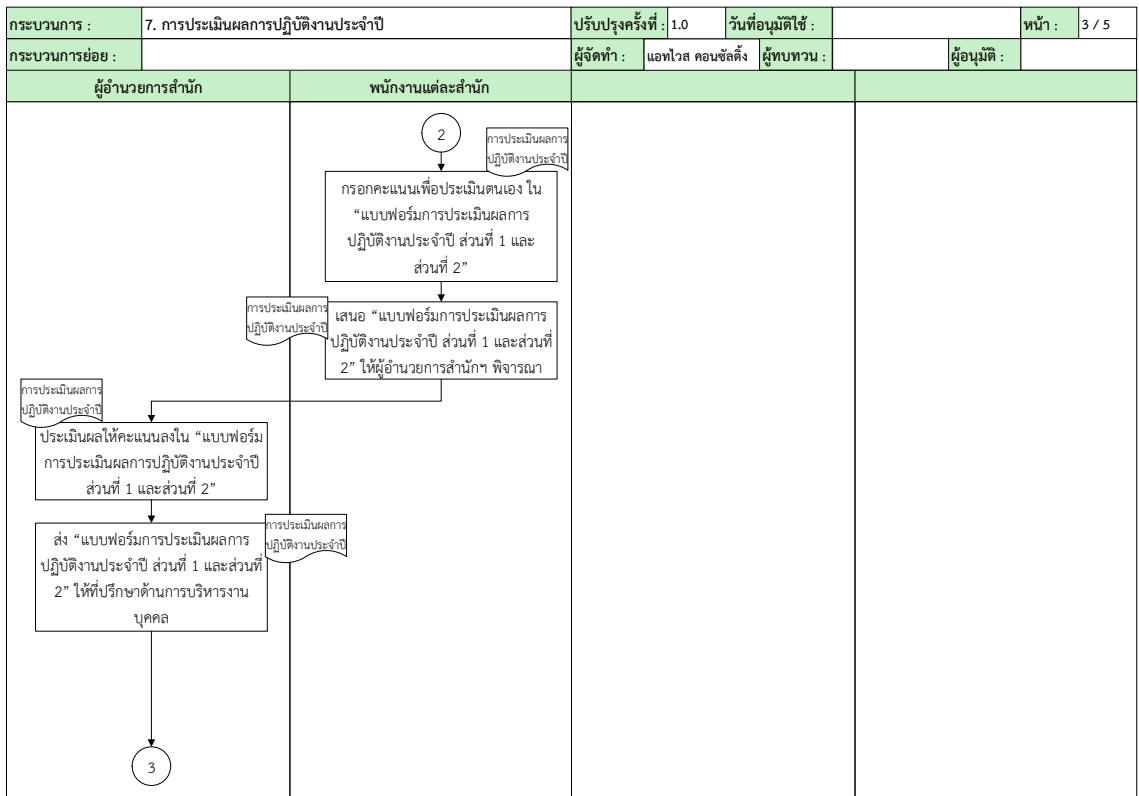 กระบวนการ : 7. การประเมินผลการปฏิบัติงานประจำปี ปรับปรุงครั้งที่ : 1.0 วันที่อนุมัติใช้ : หน้า : 3 / 5
กระบวนการย่อย : ผู้จัดทำ : แอทไวส คอนซัลติ้ง ผู้ทบทวน : ผู้อนุมัติ :
ผู้อำนวยการสำนัก พนักงานแต่ละสำนัก
2
การประเมินผลการ
ปฏิบัติงานประจำปี
กรอกคะแนนเพื่อประเมินตนเอง ใน
“แบบฟอร์มการประเมินผลการ
ปฏิบัติงานประจำปี ส่วนที่ 1 และ
ส่วนที่ 2”
การประเมินผลการ
ปฏิบัติงานประจำปี
เสนอ “แบบฟอร์มการประเมินผลการ
ปฏิบัติงานประจำปี ส่วนที่ 1 และส่วนที่
2” ให้ผู้อำนวยการสำนักฯ พิจารณา
การประเมินผลการ
ปฏิบัติงานประจำปี
ประเมินผลให้คะแนนลงใน “แบบฟอร์ม
การประเมินผลการปฏิบัติงานประจำปี
ส่วนที่ 1 และส่วนที่ 2”
การประเมินผลการ
ปฏิบัติงานประจำปี
ส่ง “แบบฟอร์มการประเมินผลการ
ปฏิบัติงานประจำปี ส่วนที่ 1 และส่วนที่
2” ให้ที่ปรึกษาด้านการบริหารงาน
บุคคล
3